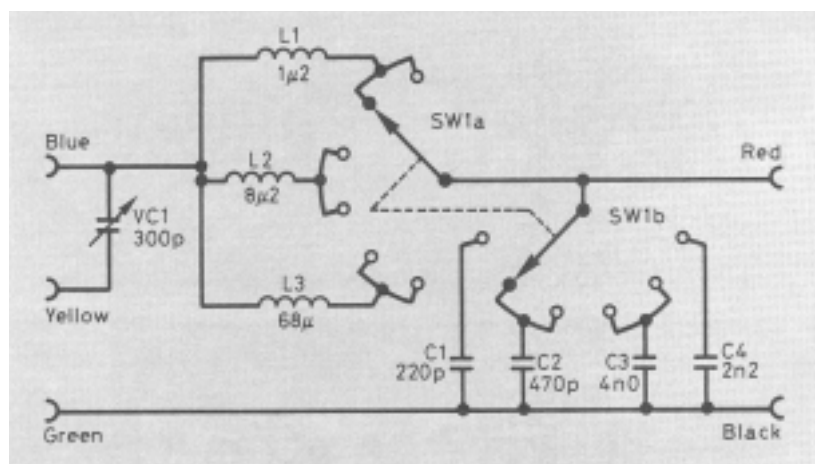 L1
1μ2
SW1a
Blue
Red
L2
8μ2
VC1
300p
SW1b
L3
68μ
Yellow
C1
220p
C2
470p
C3
4n0
C4
2n2
Green
Black